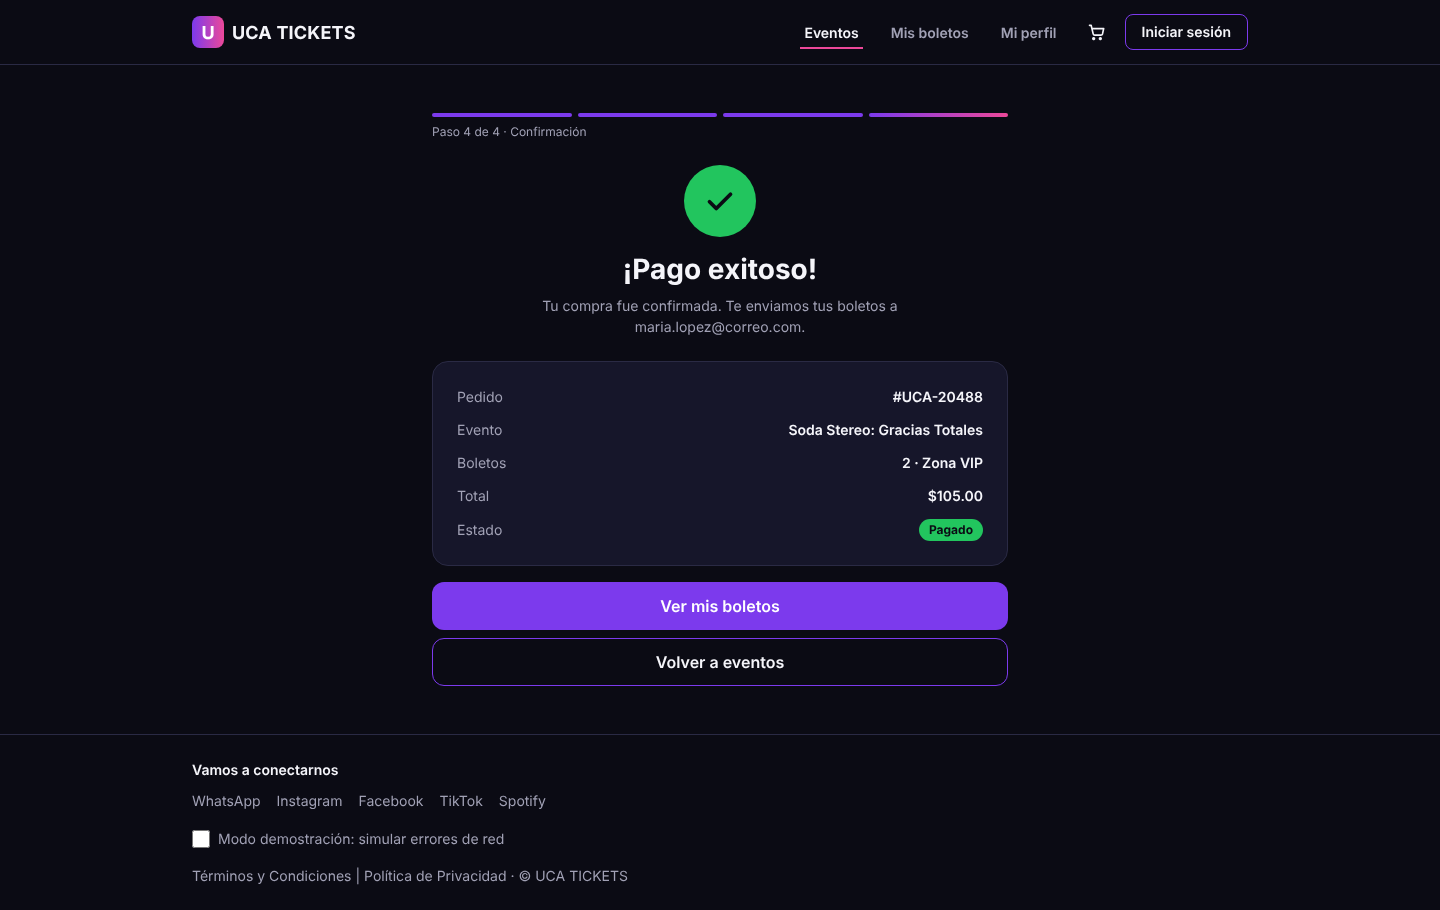 U UCA TICKETS
Eventos Mis boletos Mi perfil Iniciar sesión
Paso 4 de 4 · Confirmación
¡Pago exitoso!
Tu compra fue confirmada. Te enviamos tus boletos a
maria.lopez@correo.com.
Pedido #UCA-20488
Evento Soda Stereo: Gracias Totales
Boletos 2 · Zona VIP
Total $105.00
Estado Pagado
Ver mis boletos
Volver a eventos
Vamos a conectarnos
WhatsApp Instagram Facebook TikTok Spotify
Modo demostración: simular errores de red
Términos y Condiciones | Política de Privacidad · © UCA TICKETS